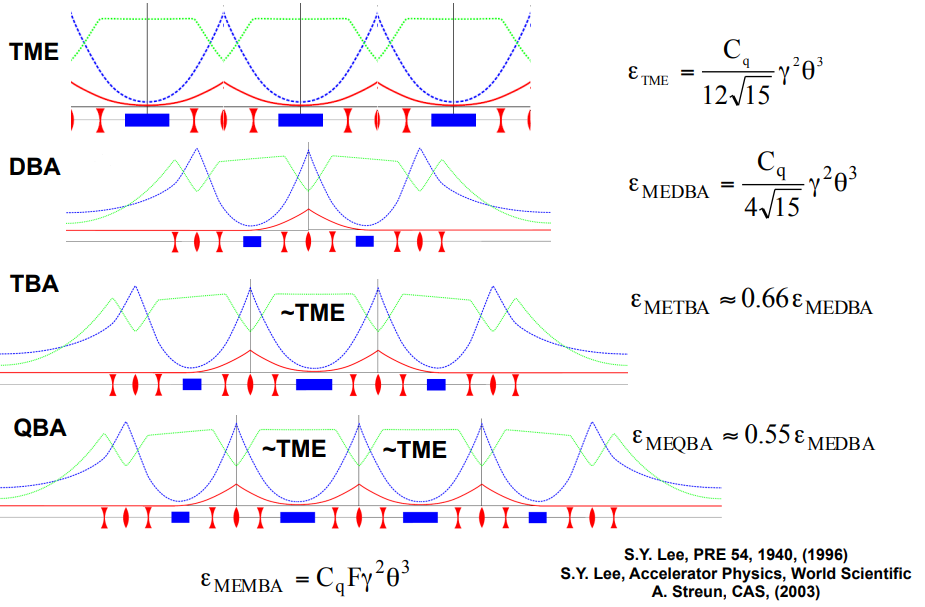 TME
ε_TME = C_q / 12√15 γ²θ³
DBA
ε_MEDBA = C_q / 4√15 γ²θ³
TBA
~TME
ε_METBA ≈ 0.66 ε_MEDBA
QBA
~TME ~TME
ε_MEQBA ≈ 0.55 ε_MEDBA
ε_MEMBA = C_q F γ²θ³
S.Y. Lee, PRE 54, 1940, (1996)
S.Y. Lee, Accelerator Physics, World Scientific
A. Streun, CAS, (2003)